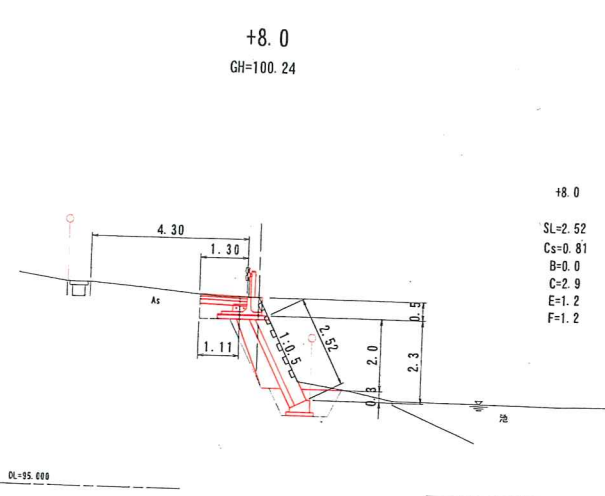 +8.0
GH=100.24
+8.0
SL=2.52
Cs=0.81
B=0.0
C=2.9
E=1.2
F=1.2
4.30
1.30
As
0.5
1:0.5
2.52
1.11
2.0
2.3
0.3
池
DL=95.000